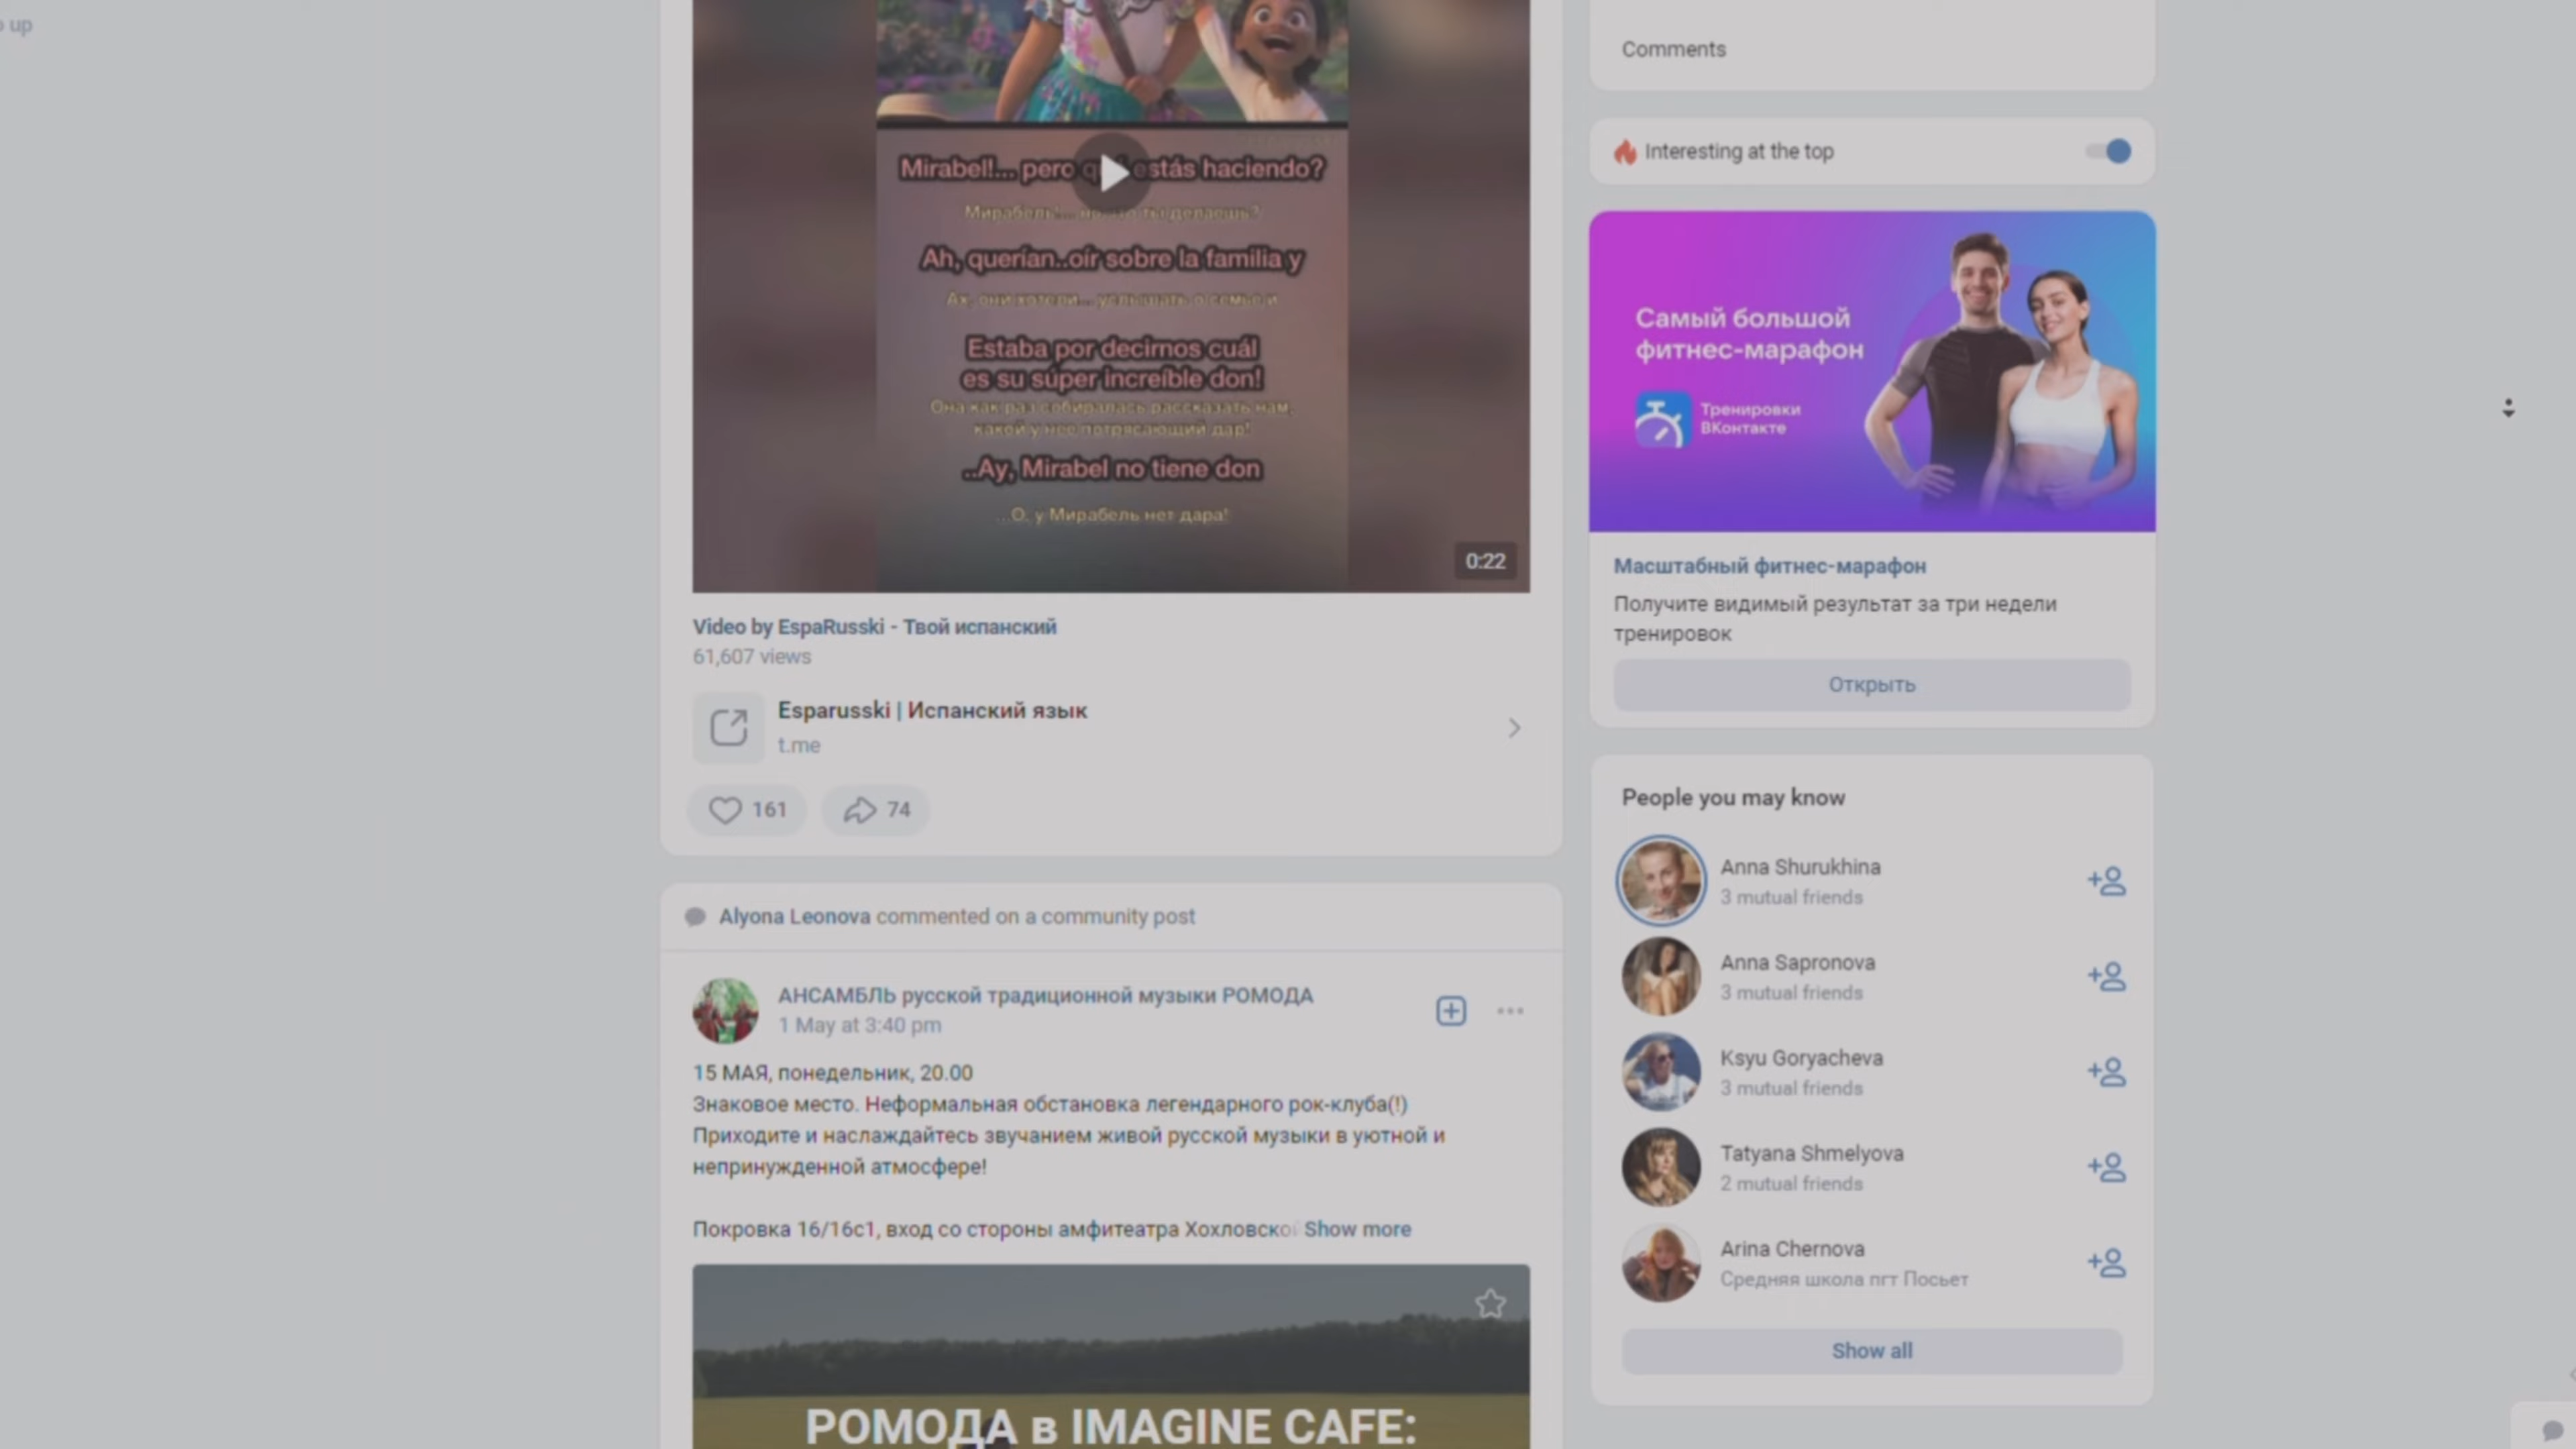 up
Mirabel!... pero qué estás haciendo?
Мирабель!... но что ты делаешь?
Ah, querían..oír sobre la familia y
Ах, они хотели... услышать о семье и
Estaba por decirnos cuál
es su súper increíble don!
Она как раз собиралась рассказать нам,
какой у нее потрясающий дар!
..Ay, Mirabel no tiene don
...О, у Мирабель нет дара!
0:22
Video by EspaRusski - Твой испанский
61,607 views
Esparusski | Испанский язык
t.me
161
74
Alyona Leonova commented on a community post
АНСАМБЛЬ русской традиционной музыки РОМОДА
1 May at 3:40 pm
15 МАЯ, понедельник, 20.00
Знаковое место. Неформальная обстановка легендарного рок-клуба(!)
Приходите и наслаждайтесь звучанием живой русской музыки в уютной и
непринужденной атмосфере!
Покровка 16/16с1, вход со стороны амфитеатра Хохловской Show more
РОМОДА в IMAGINE CAFE:
Comments
Interesting at the top
Самый большой
фитнес-марафон
Тренировки
ВКонтакте
Масштабный фитнес-марафон
Получите видимый результат за три недели
тренировок
Открыть
People you may know
Anna Shurukhina
3 mutual friends
Anna Sapronova
3 mutual friends
Ksyu Goryacheva
3 mutual friends
Tatyana Shmelyova
2 mutual friends
Arina Chernova
Средняя школа пгт Посьет
Show all